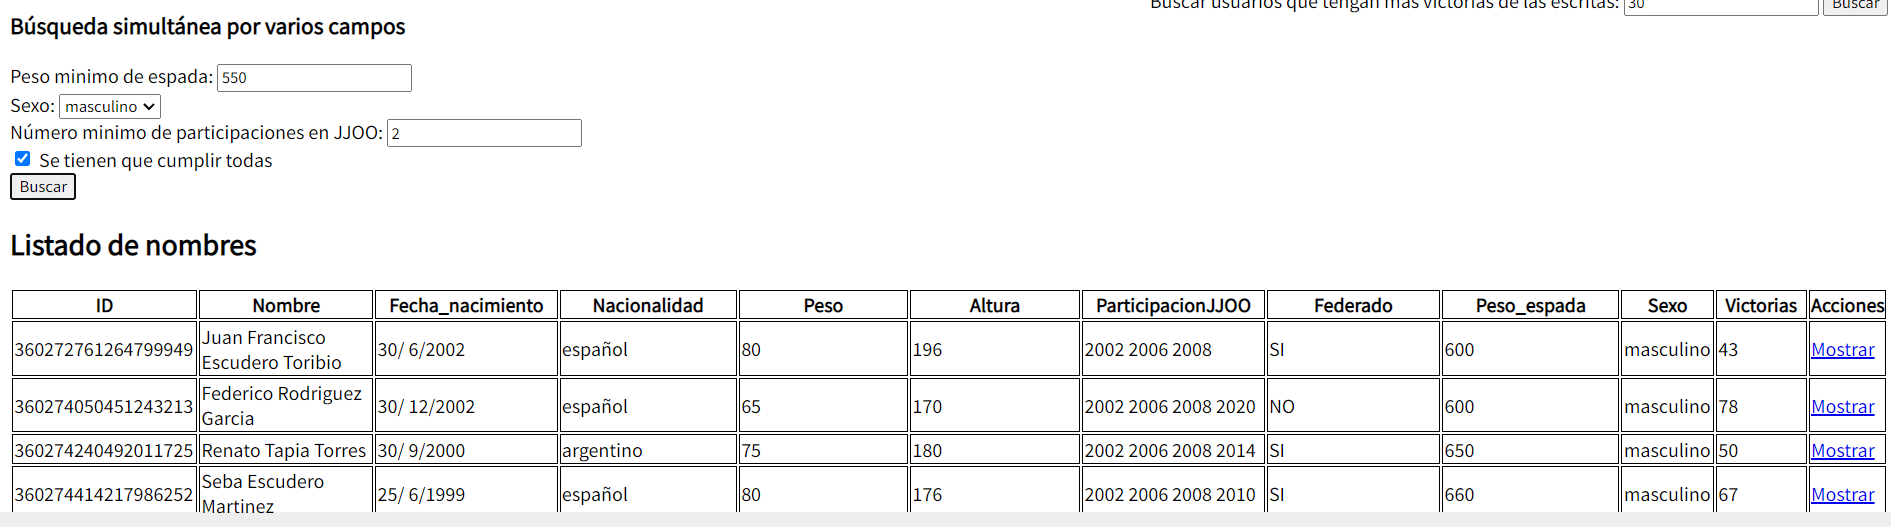 Buscar usuarios que tengan mas victorias de las escritas: 30 Buscar
Búsqueda simultánea por varios campos
Peso minimo de espada: 550
Sexo: masculino
Número minimo de participaciones en JJOO: 2
Se tienen que cumplir todas
Buscar
Listado de nombres
ID Nombre Fecha_nacimiento Nacionalidad Peso Altura ParticipacionJJOO Federado Peso_espada Sexo Victorias Acciones
360272761264799949 Juan Francisco Escudero Toribio 30/ 6/2002 español 80 196 2002 2006 2008 SI 600 masculino 43 Mostrar
360274050451243213 Federico Rodriguez Garcia 30/ 12/2002 español 65 170 2002 2006 2008 2020 NO 600 masculino 78 Mostrar
360274240492011725 Renato Tapia Torres 30/ 9/2000 argentino 75 180 2002 2006 2008 2014 SI 650 masculino 50 Mostrar
360274414217986252 Seba Escudero Martinez 25/ 6/1999 español 80 176 2002 2006 2008 2010 SI 660 masculino 67 Mostrar